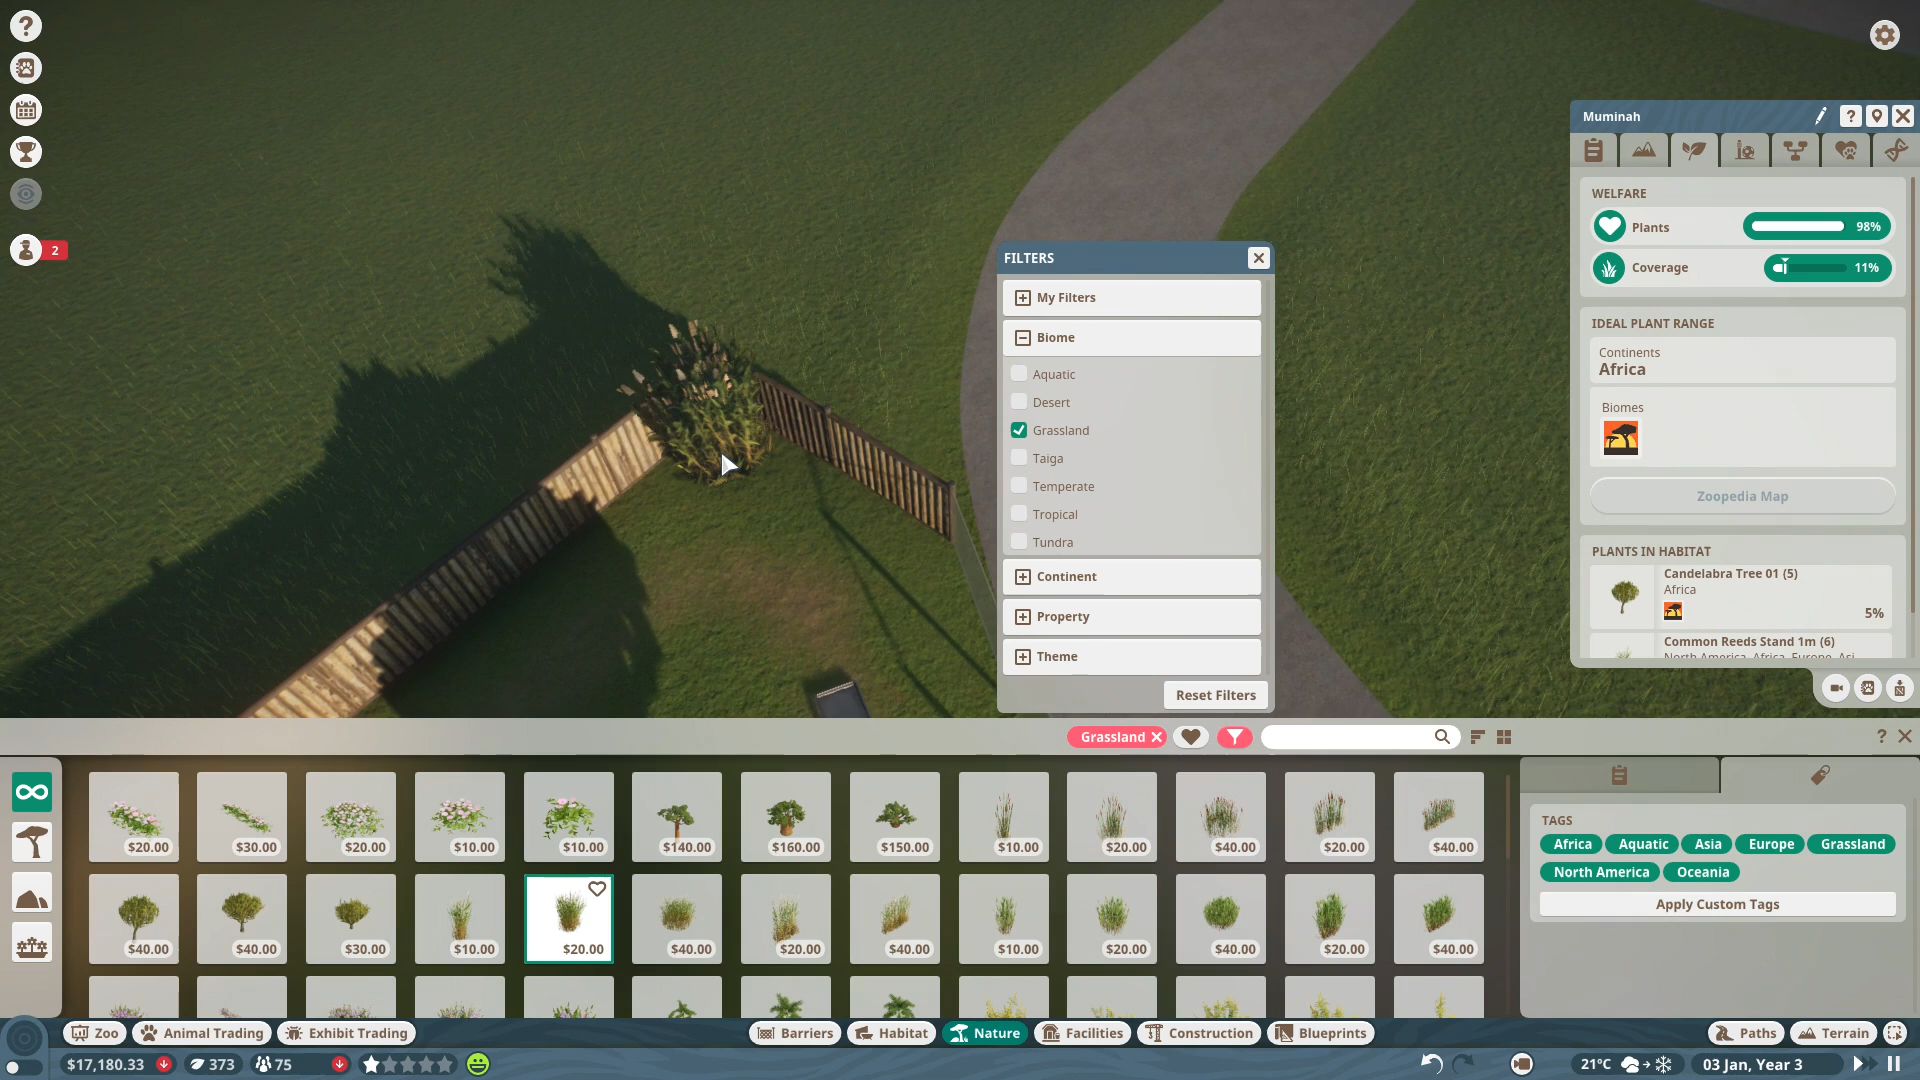 ?
2
Muminah
?
WELFARE
Plants
98%
Coverage
11%
IDEAL PLANT RANGE
Continents
Africa
Biomes
Zoopedia Map
PLANTS IN HABITAT
Candelabra Tree 01 (5)
Africa
5%
Common Reeds Stand 1m (6)
North America, Africa, Europe, Asi
FILTERS
My Filters
Biome
Aquatic
Desert
Grassland
Taiga
Temperate
Tropical
Tundra
Continent
Property
Theme
Reset Filters
Grassland
?
$20.00 $30.00 $20.00 $10.00 $10.00 $140.00 $160.00 $150.00 $10.00 $20.00 $40.00 $20.00 $40.00
$40.00 $40.00 $30.00 $10.00 $20.00 $40.00 $20.00 $40.00 $10.00 $20.00 $40.00 $20.00 $40.00
TAGS
Africa Aquatic Asia Europe Grassland
North America Oceania
Apply Custom Tags
Zoo Animal Trading Exhibit Trading Barriers Habitat Nature Facilities Construction Blueprints Paths Terrain
$17,180.33 373 75 21°C 03 Jan, Year 3